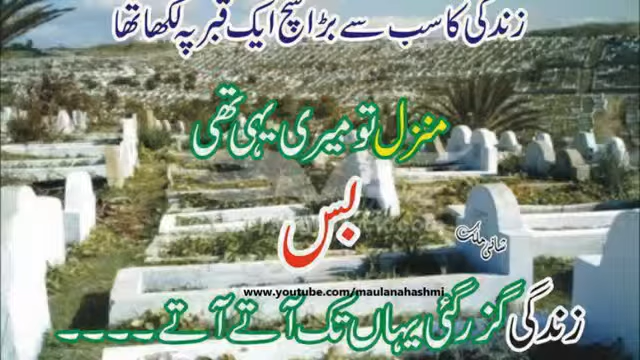 زندگی کا سب سے بڑا سچ ایک قبر پہ لکھا تھا
منزل تو میری یہی تھی
بس
www.youtube.com/maulanahashmi
زندگی گزر گئی یہاں تک آتے آتے ----